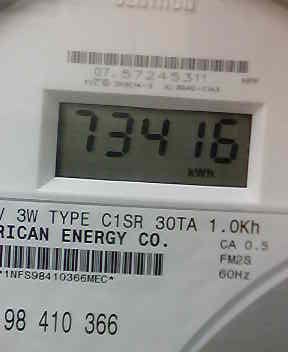 07.57245311
73416
kWh
V 3W TYPE C1SR 30TA 1.0Kh
RICAN ENERGY CO.
CA 0.5
FM2S
60Hz
*1NFS98410366MEC*
98 410 366